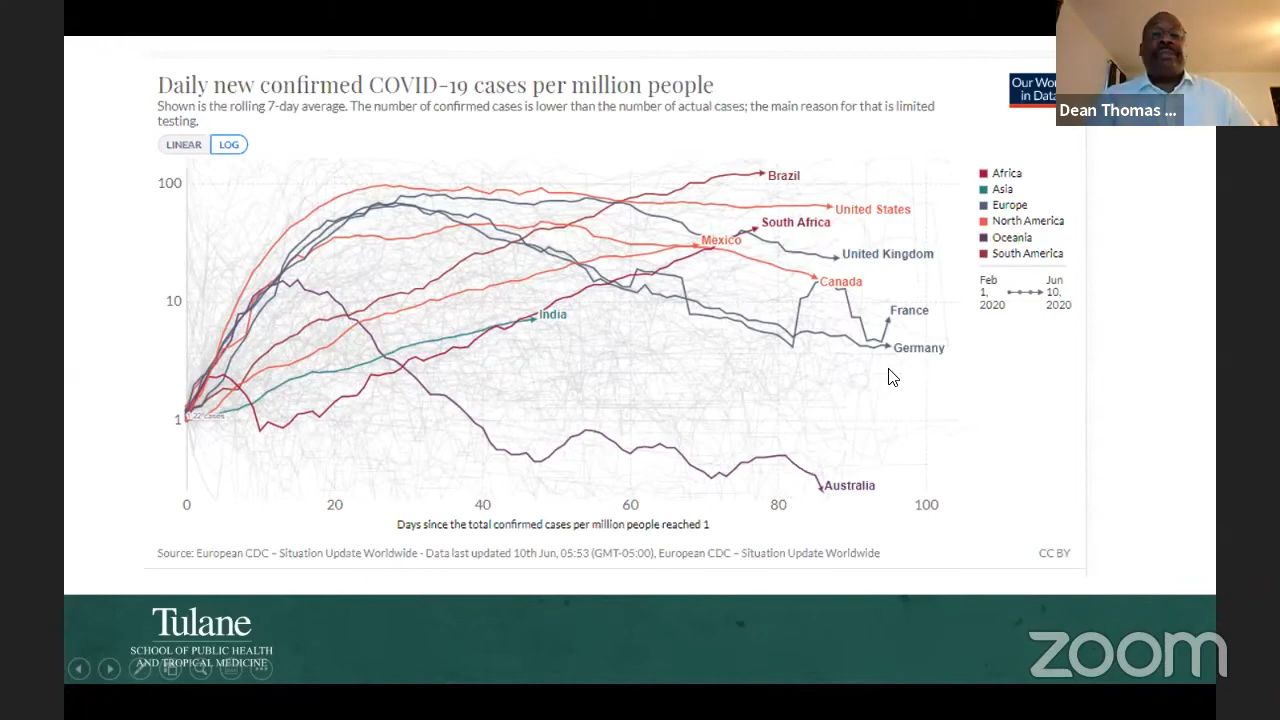 Daily new confirmed COVID-19 cases per million people
Shown is the rolling 7-day average. The number of confirmed cases is lower than the number of actual cases; the main reason for that is limited
testing.
Our Wo
in Data
Dean Thomas ...
LINEAR LOG
100
10
1
Brazil
United States
South Africa
Mexico
United Kingdom
Canada
India
France
Germany
Australia
Africa
Asia
Europe
North America
Oceania
South America
Feb
1,
2020
Jun
10,
2020
0 20 40 60 80 100
Days since the total confirmed cases per million people reached 1
Source: European CDC – Situation Update Worldwide - Data last updated 10th Jun, 05:53 (GMT-05:00), European CDC – Situation Update Worldwide
CC BY
Tulane
SCHOOL OF PUBLIC HEALTH
AND TROPICAL MEDICINE
zoom